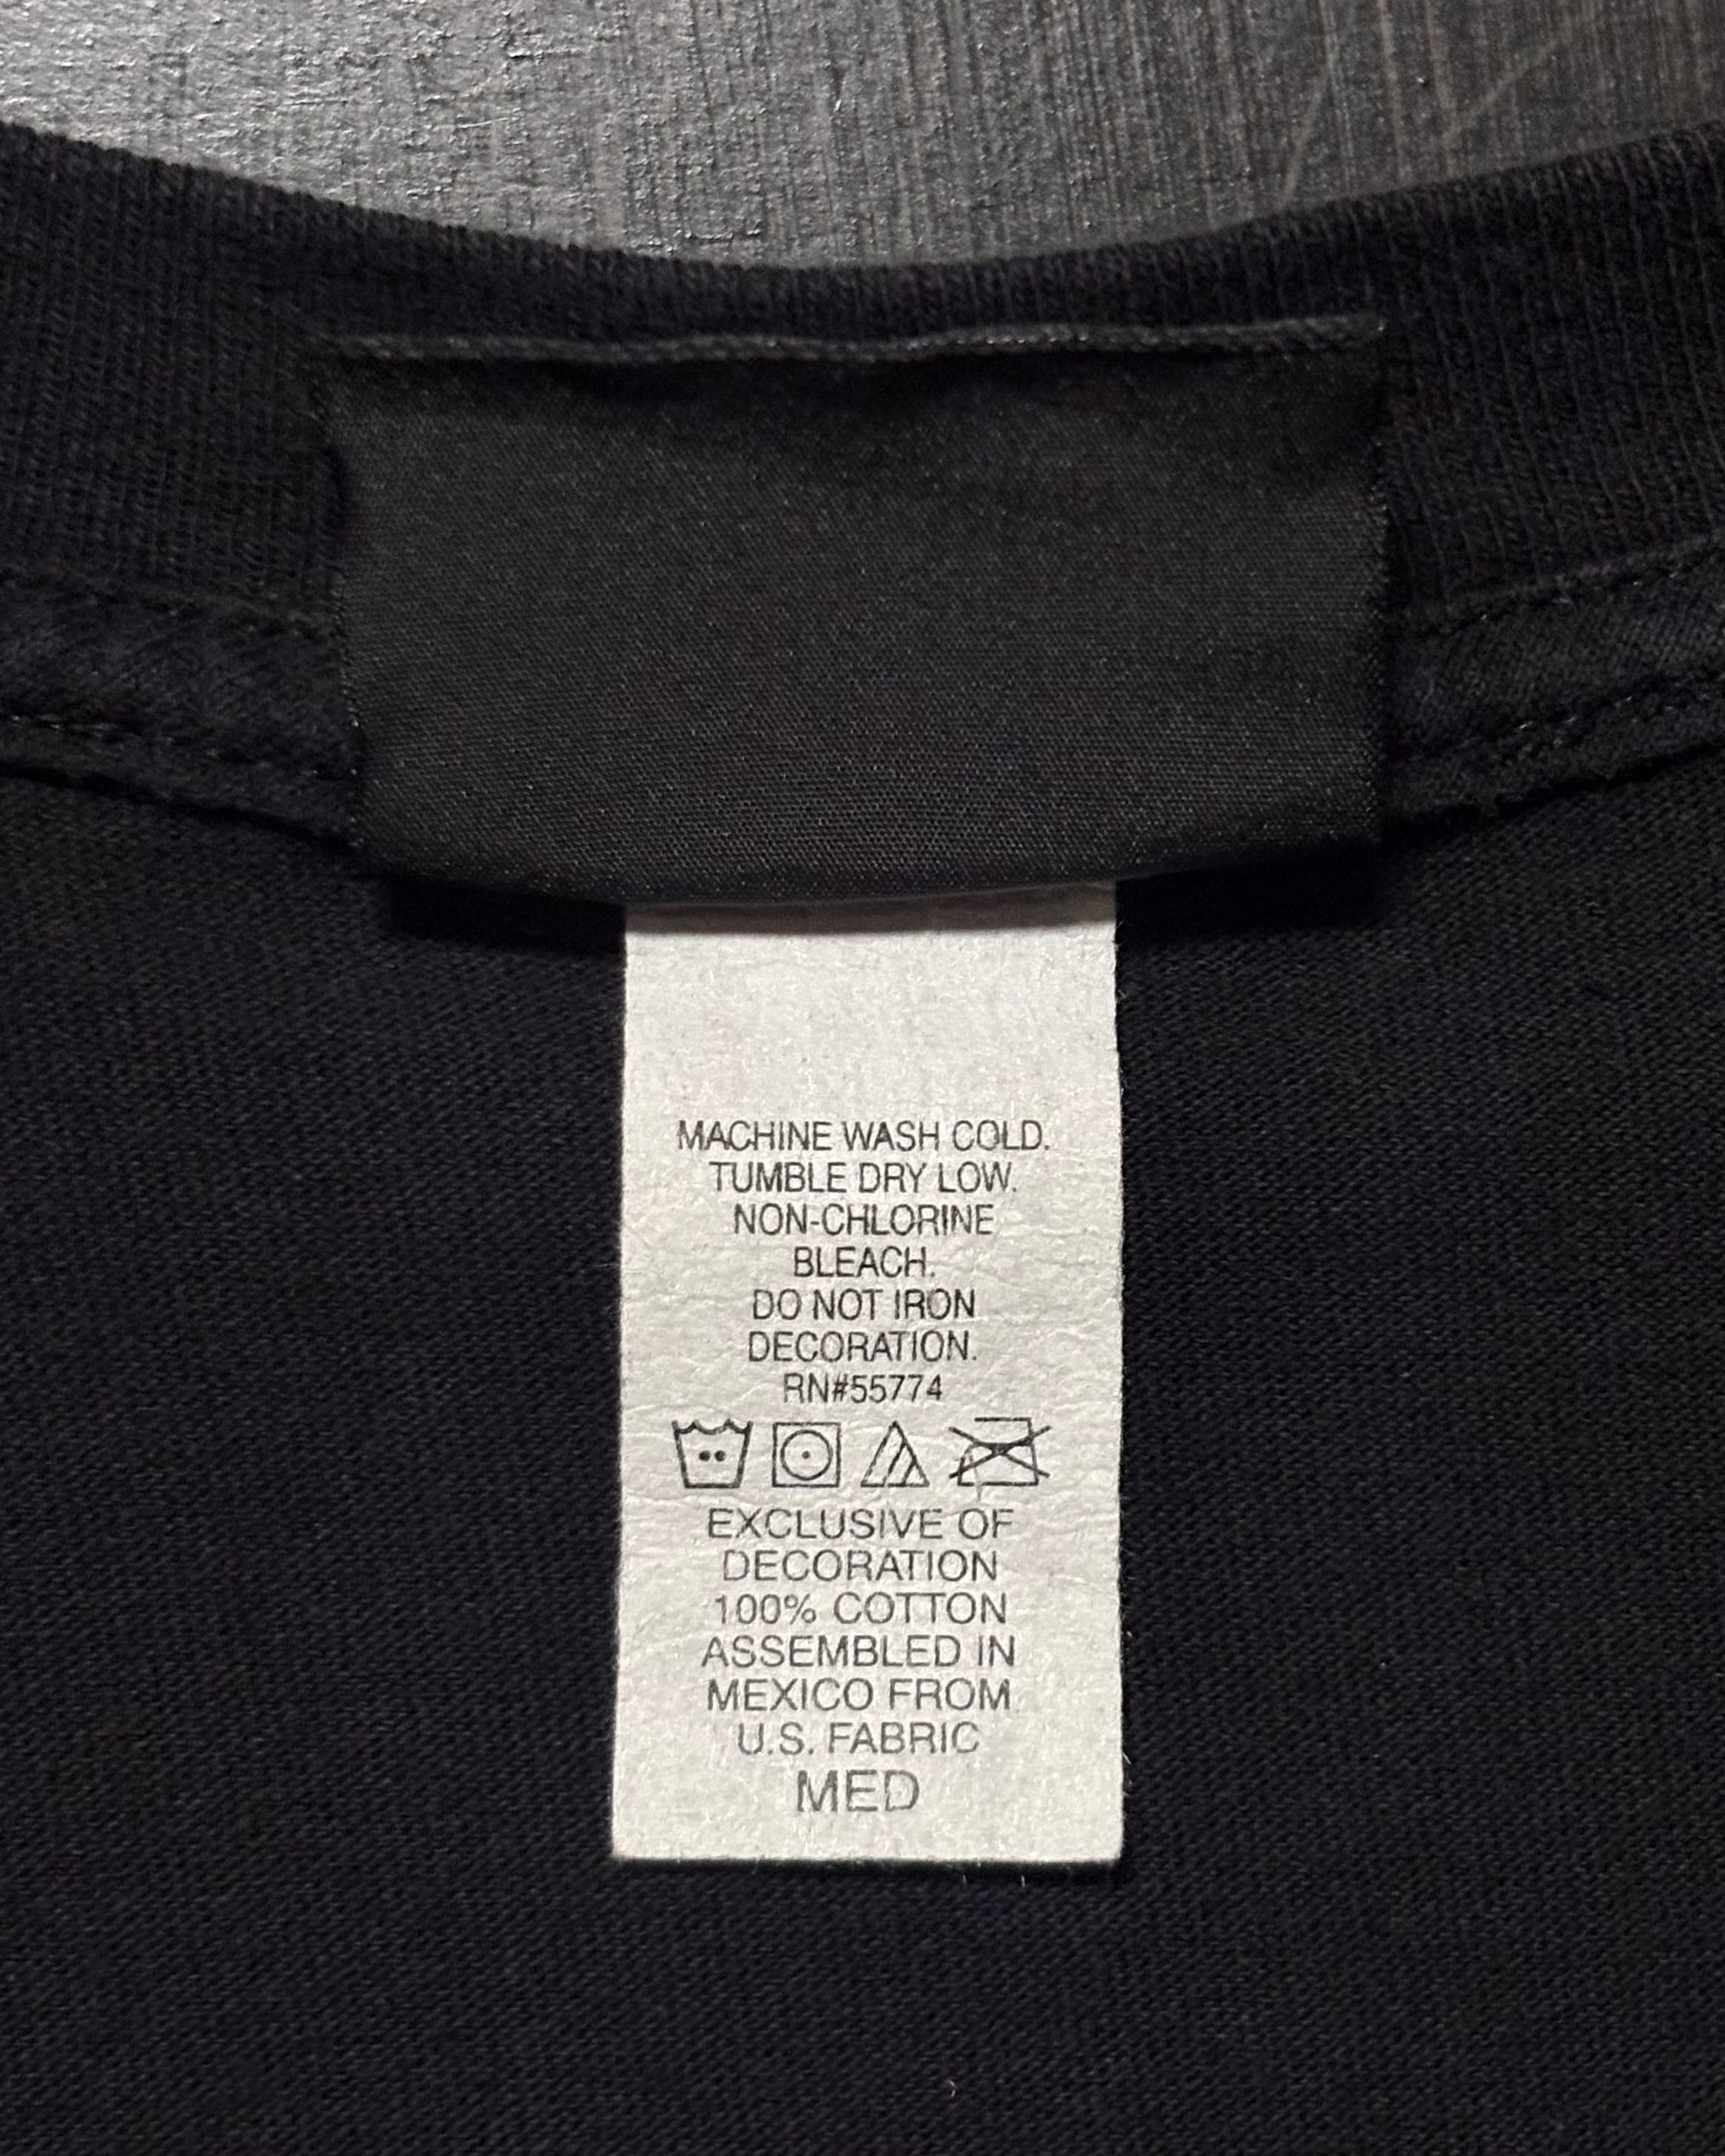 MACHINE WASH COLD.
TUMBLE DRY LOW.
NON-CHLORINE
BLEACH.
DO NOT IRON
DECORATION.
RN#55774
EXCLUSIVE OF
DECORATION
100% COTTON
ASSEMBLED IN
MEXICO FROM
U.S. FABRIC
MED